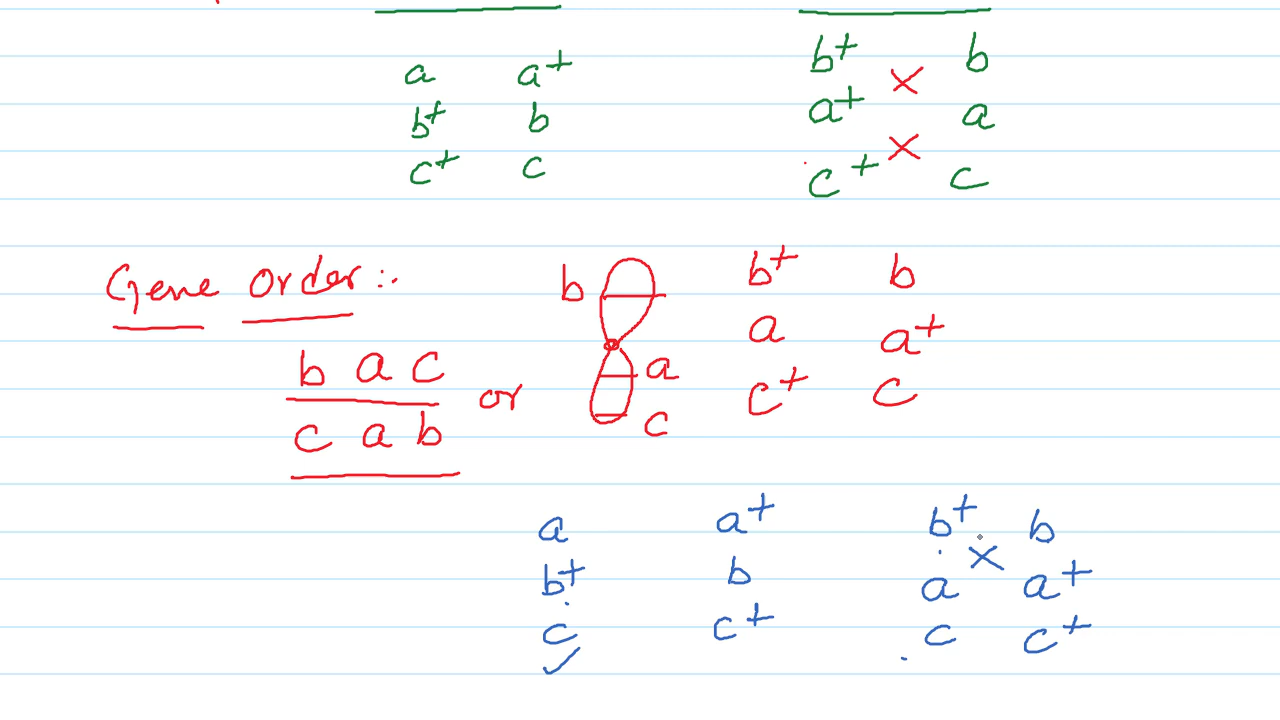 a a+ b+ b
b+ b a+ × a
c+ c c+ × c
Gene Order :- b b+ b
b a c or a a a+
c a b c c+ c
a a+ b+ b
b+ b a × a+
c c+ c c+